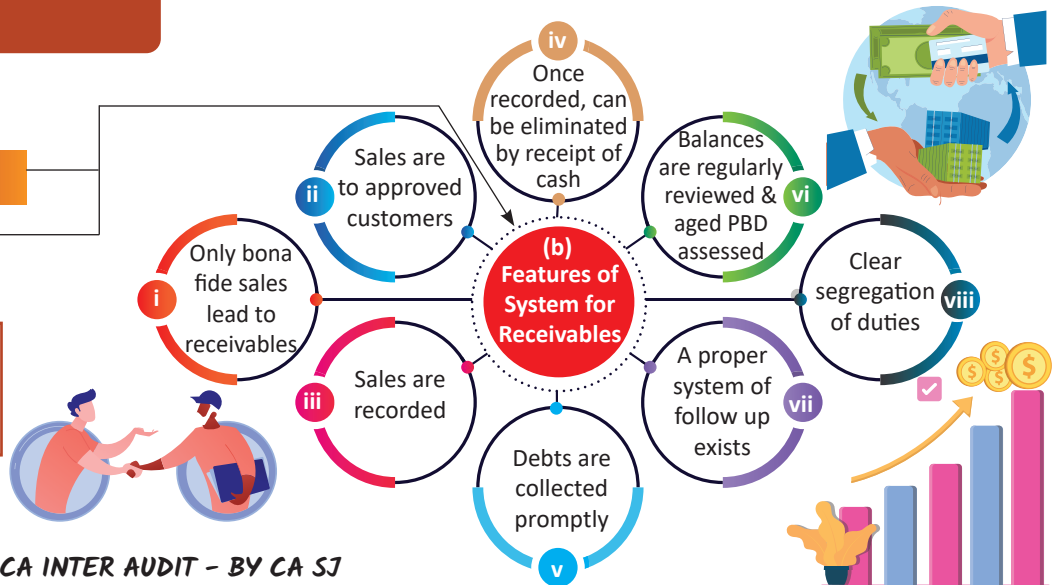 (b)
Features of
System for
Receivables
i
Only bona
fide sales
lead to
receivables
ii
Sales are
to approved
customers
iii
Sales are
recorded
iv
Once
recorded, can
be eliminated
by receipt of
cash
v
Debts are
collected
promptly
vi
Balances
are regularly
reviewed &
aged PBD
assessed
vii
A proper
system of
follow up
exists
viii
Clear
segregation
of duties
$
$
$
$
CA INTER AUDIT - BY CA SJ